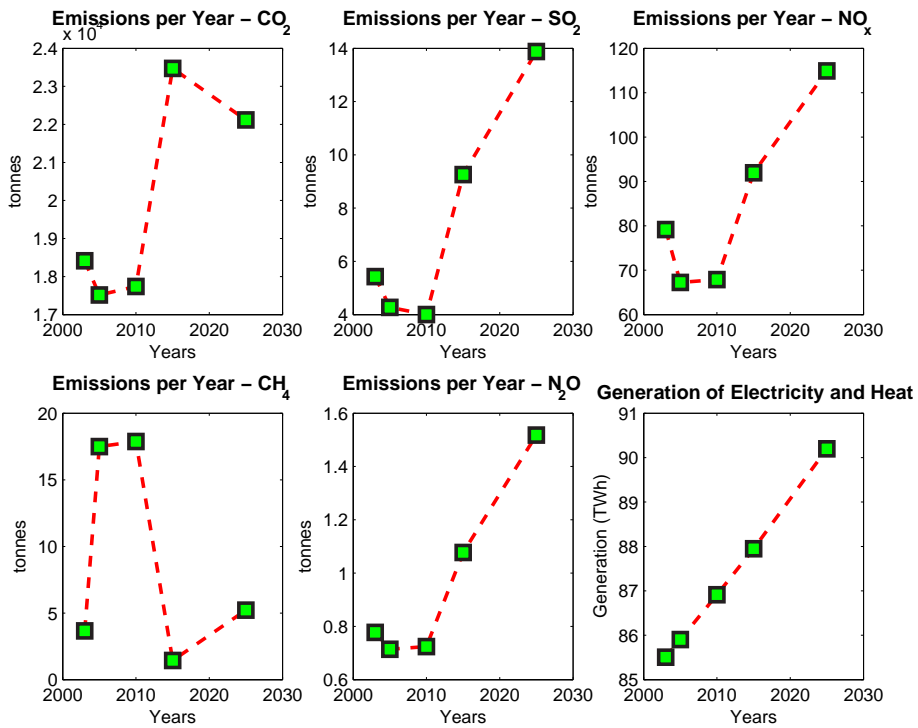 Emissions per Year − CO₂
x 10
2.4
2.3
2.2
2.1
2
1.9
1.8
1.7
tonnes
2000 2010 2020 2030
Years
Emissions per Year − SO₂
14
12
10
8
6
4
tonnes
2000 2010 2020 2030
Years
Emissions per Year − NOₓ
120
110
100
90
80
70
60
tonnes
2000 2010 2020 2030
Years
Emissions per Year − CH₄
20
15
10
5
0
tonnes
2000 2010 2020 2030
Years
Emissions per Year − N₂O
1.6
1.4
1.2
1
0.8
0.6
tonnes
2000 2010 2020 2030
Years
Generation of Electricity and Heat
91
90
89
88
87
86
85
Generation (TWh)
2000 2010 2020 2030
Years